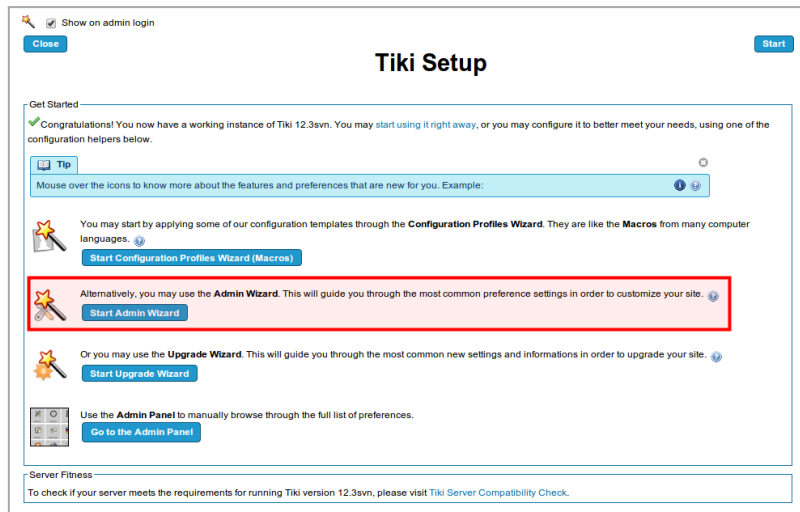 Show on admin login
Close
Start
Tiki Setup
Get Started
Congratulations! You now have a working instance of Tiki 12.3svn. You may start using it right away, or you may configure it to better meet your needs, using one of the
configuration helpers below.
Tip
Mouse over the icons to know more about the features and preferences that are new for you. Example:
You may start by applying some of our configuration templates through the Configuration Profiles Wizard. They are like the Macros from many computer
languages.
Start Configuration Profiles Wizard (Macros)
Alternatively, you may use the Admin Wizard. This will guide you through the most common preference settings in order to customize your site.
Start Admin Wizard
Or you may use the Upgrade Wizard. This will guide you through the most common new settings and informations in order to upgrade your site.
Start Upgrade Wizard
Use the Admin Panel to manually browse through the full list of preferences.
Go to the Admin Panel
Server Fitness
To check if your server meets the requirements for running Tiki version 12.3svn, please visit Tiki Server Compatibility Check.